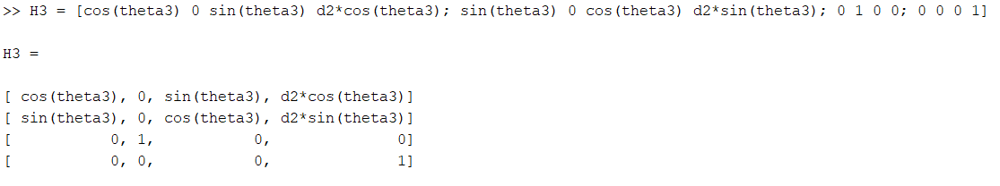 >> H3 = [cos(theta3) 0 sin(theta3) d2*cos(theta3); sin(theta3) 0 cos(theta3) d2*sin(theta3); 0 1 0 0; 0 0 0 1]
H3 =
[ cos(theta3), 0, sin(theta3), d2*cos(theta3)]
[ sin(theta3), 0, cos(theta3), d2*sin(theta3)]
[           0, 1,           0,              0]
[           0, 0,           0,              1]